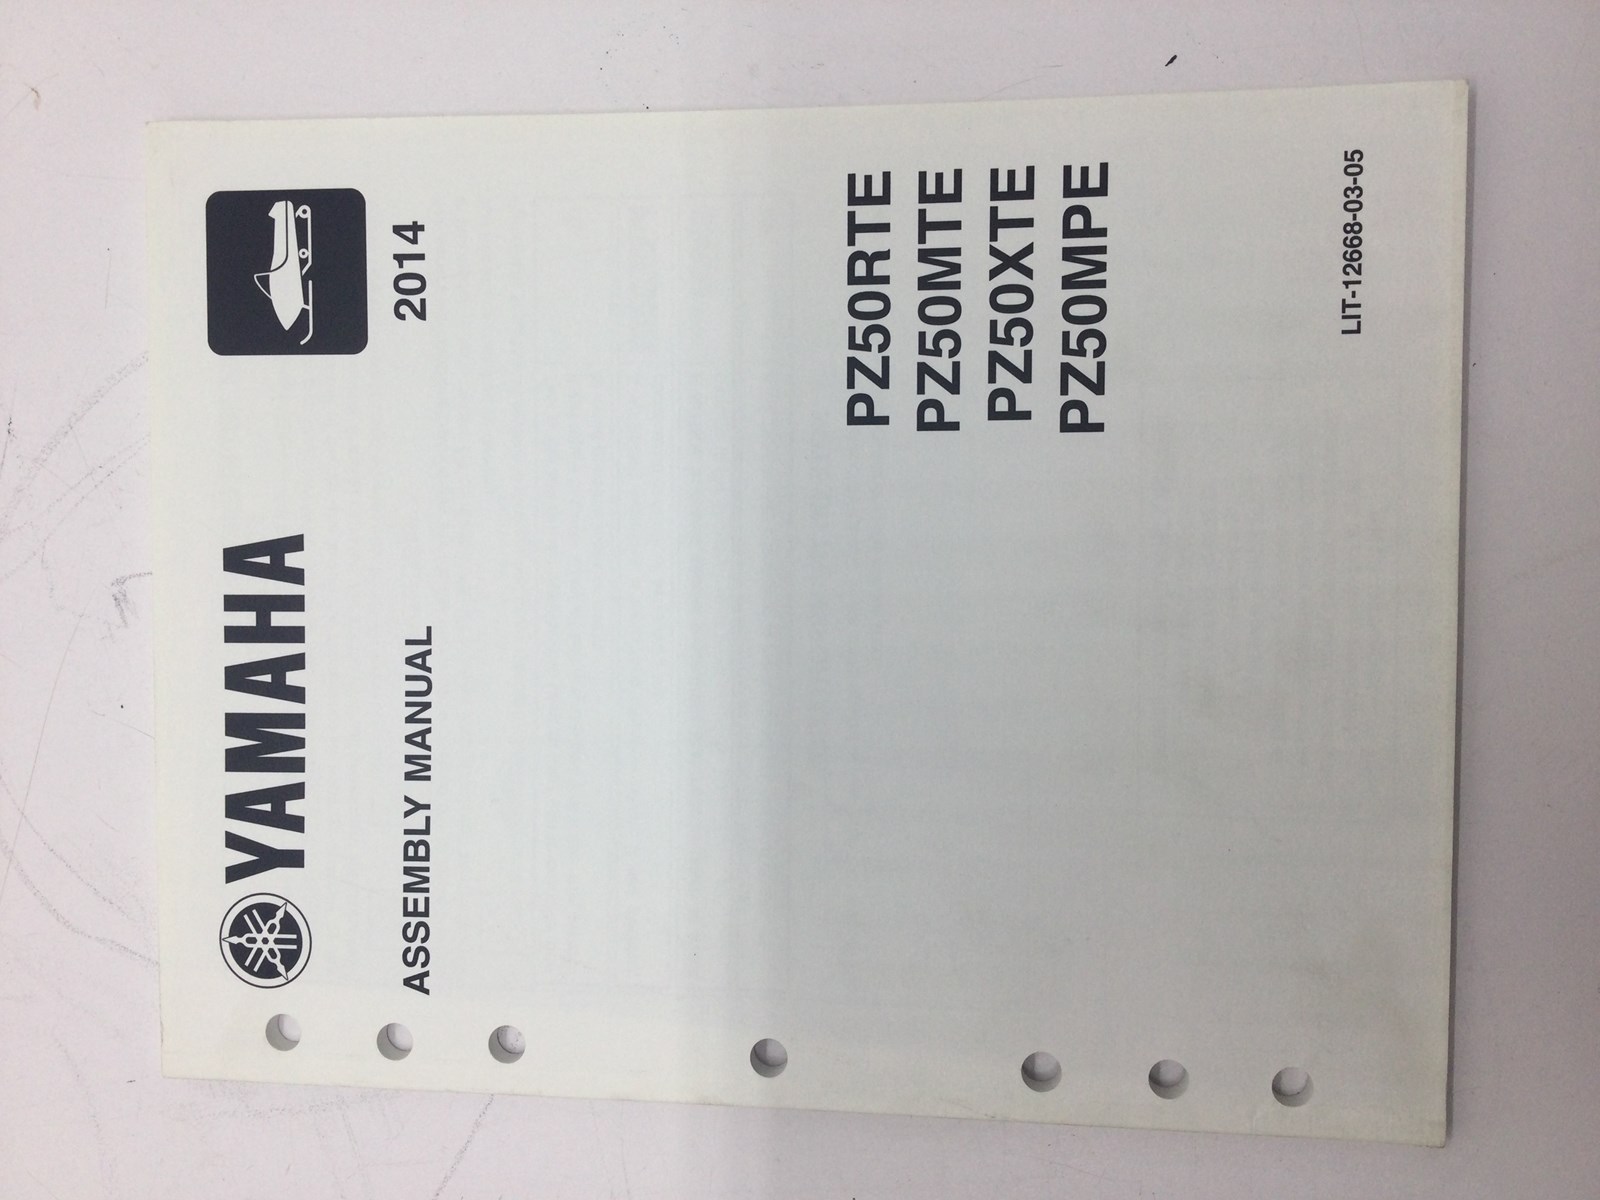 YAMAHA
ASSEMBLY MANUAL 2014
PZ50RTE
PZ50MTE
PZ50XTE
PZ50MPE
LIT-12668-03-05